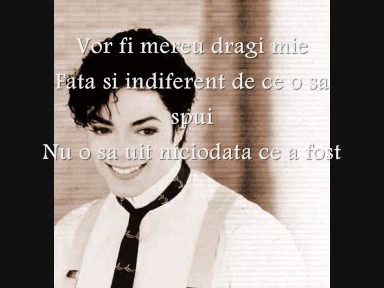 Vor fi mereu dragi mie
Fata si indiferent de ce o sa
spui
Nu o sa uit niciodata ce a fost